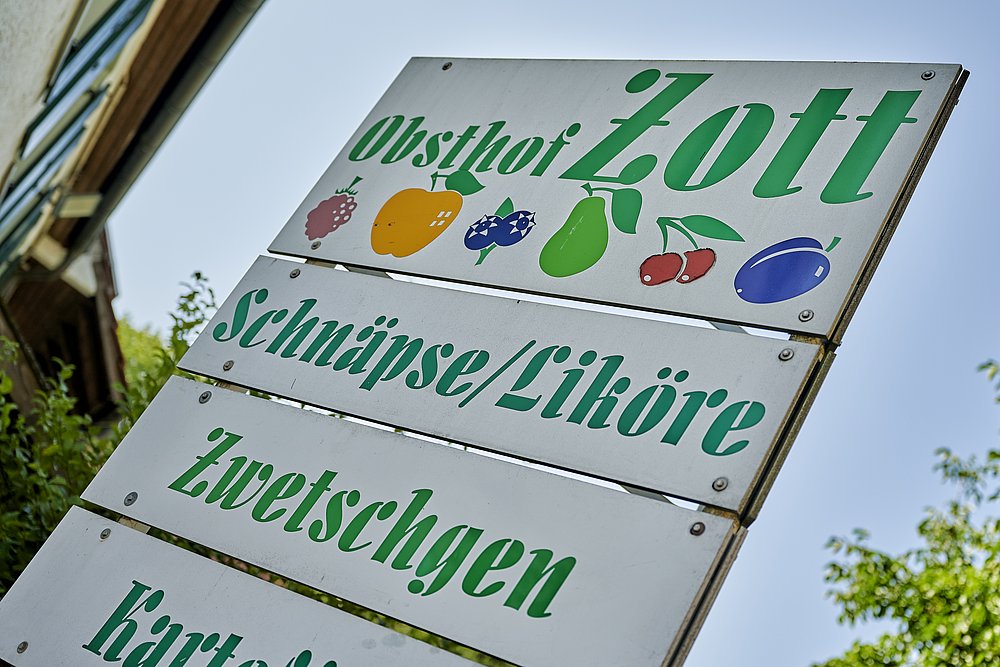 Obsthof Zott
Schnäpse/Liköre
Zwetschgen